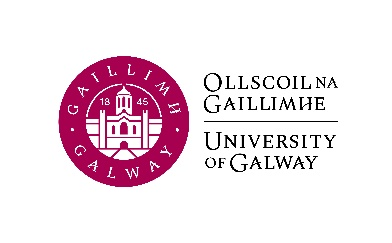 GAILLIMH
18 45
GALWAY
OLLSCOIL NA
GAILLIMHE
UNIVERSITY
OF GALWAY